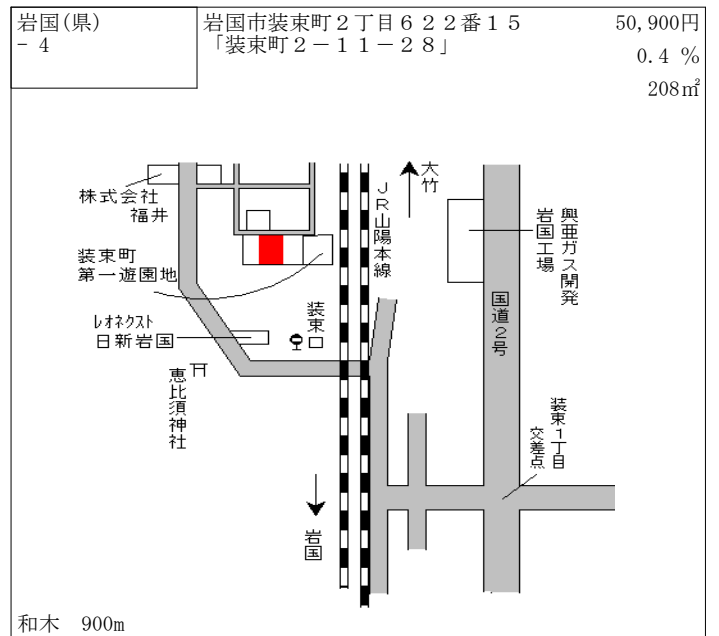 岩国(県)
- 4
岩国市装束町２丁目６２２番１５
「装束町２－１１－２８」
50,900円
0.4 %
208㎡
株式会社
福井
装束町
第一遊園地
ﾚｵﾈｸｽﾄ
日新岩国
恵比須神社
装束口
ＪＲ山陽本線
大竹
岩国
興亜ガス開発
岩国工場
国道２号
装束１丁目
交差点
和木　900m